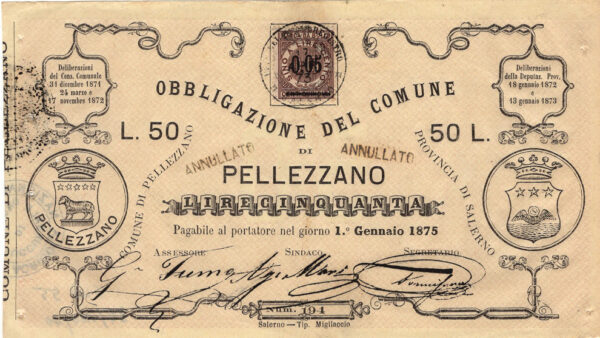 Deliberazioni
del Cons. Comunale
31 dicembre 1871
24 marzo e
17 novembre 1872
0,05
Deliberazioni
della Deputaz. Prov.
18 gennaio 1872
e
13 gennaio 1873
OBBLIGAZIONE DEL COMUNE
L. 50
50 L.
ANNULLATO
ANNULLATO
DI
PELLEZZANO
COMUNE DI PELLEZZANO
PROVINCIA DI SALERNO
LIRE CINQUANTA
PELLEZZANO
Pagabile al portatore nel giorno 1.º Gennaio 1875
ASSESSORE
SINDACO
SEGRETARIO
Num. 194
Salerno — Tip. Migliaccio